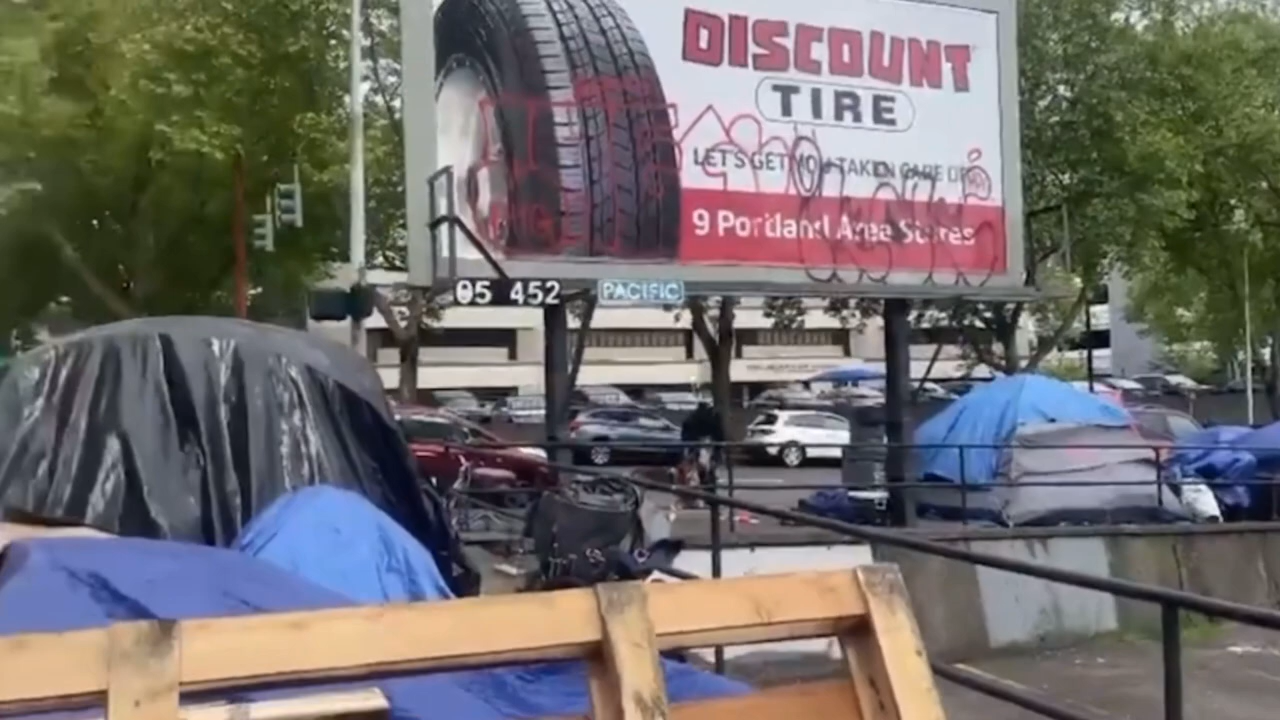 DISCOUNT
TIRE
LET'S GET YOU TAKEN CARE OF
9 Portland Area Stores
05 452
PACIFIC